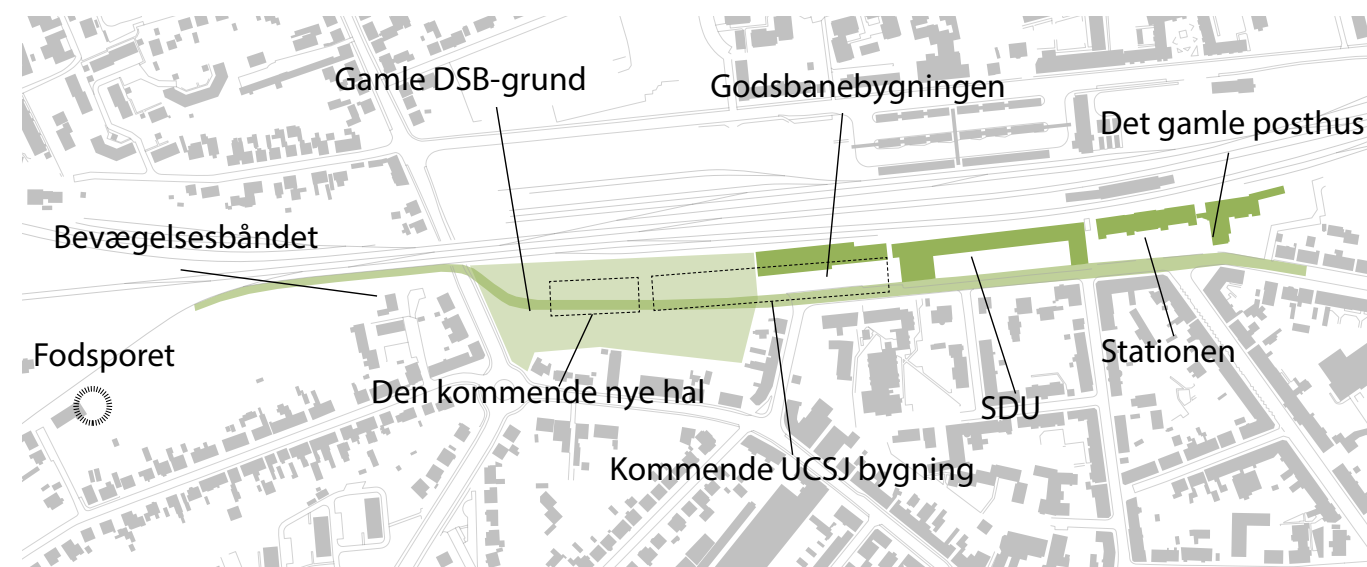 Gamle DSB-grund
Godsbanebygningen
Det gamle posthus
Bevægelsesbåndet
Fodsporet
Stationen
Den kommende nye hal
SDU
Kommende UCSJ bygning